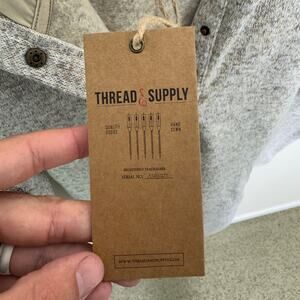 THREAD & SUPPLY
QUALITY
GOODS
HAND
SEWN
REGISTERED TRADEMARK
SERIAL NO.
WWW.THREADANDSUPPLY.COM